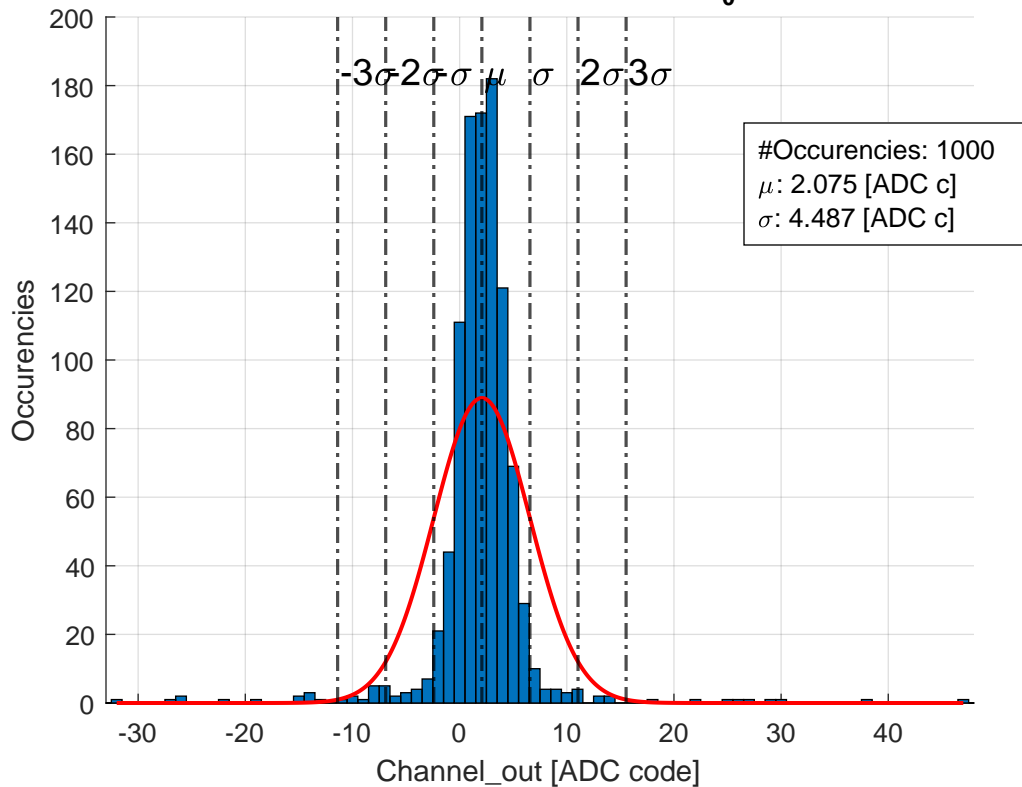 200
180
160
140
120
100
80
60
40
20
0
Occurencies
-3σ -2σ -σ μ σ 2σ 3σ
#Occurencies: 1000
μ: 2.075 [ADC c]
σ: 4.487 [ADC c]
-30 -20 -10 0 10 20 30 40
Channel_out [ADC code]